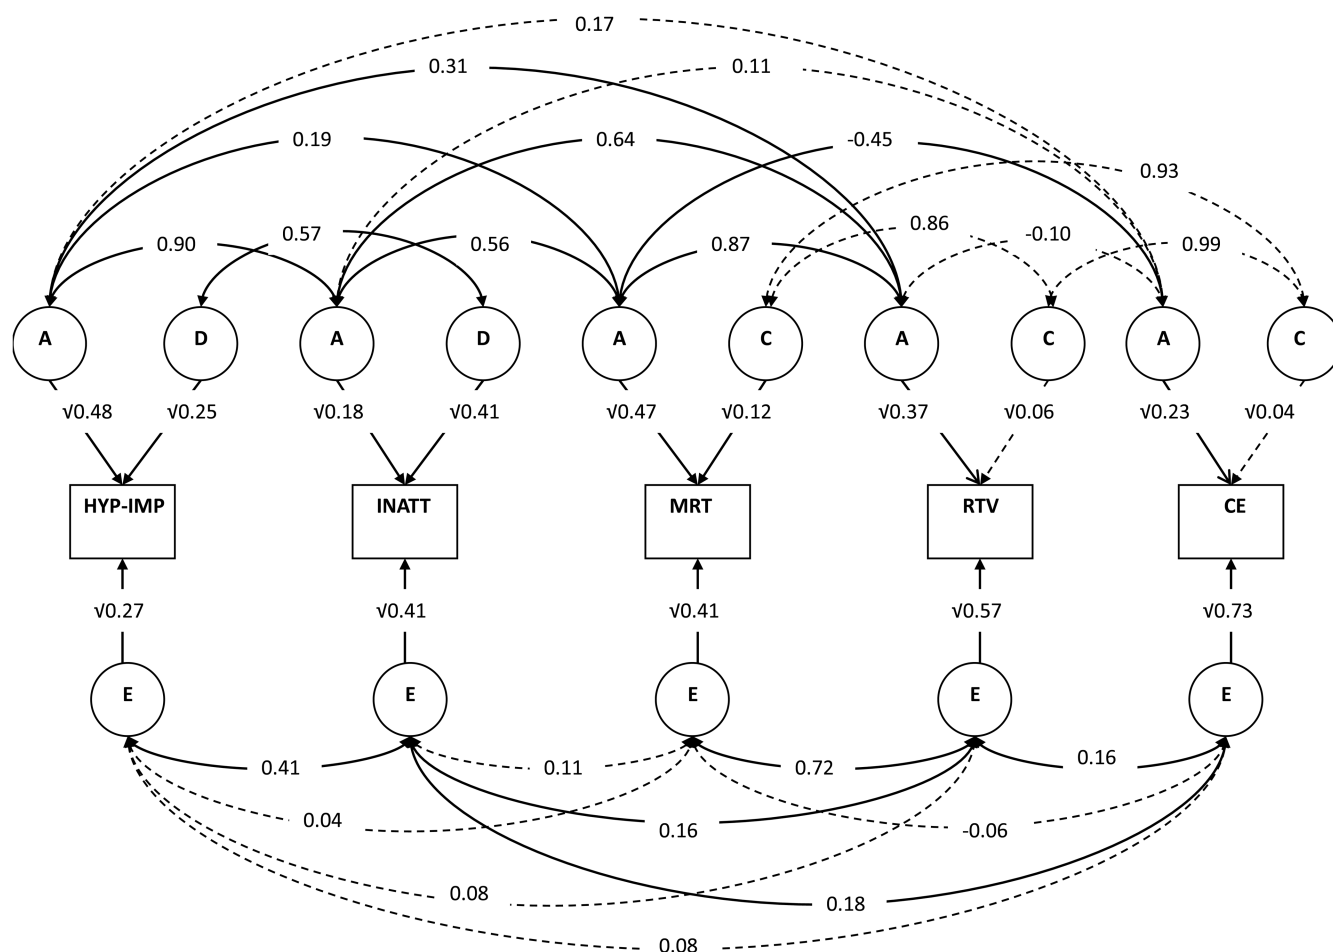 0.17
0.31
0.11
0.19
0.64
-0.45
0.93
0.90
0.57
0.56
0.87
0.86
-0.10
0.99
A D A D A C A C A C
√0.48 √0.25 √0.18 √0.41 √0.47 √0.12 √0.37 √0.06 √0.23 √0.04
HYP-IMP INATT MRT RTV CE
√0.27 √0.41 √0.41 √0.57 √0.73
E E E E E
0.41 0.11 0.72 0.16
0.04 0.16 -0.06
0.08 0.18
0.08